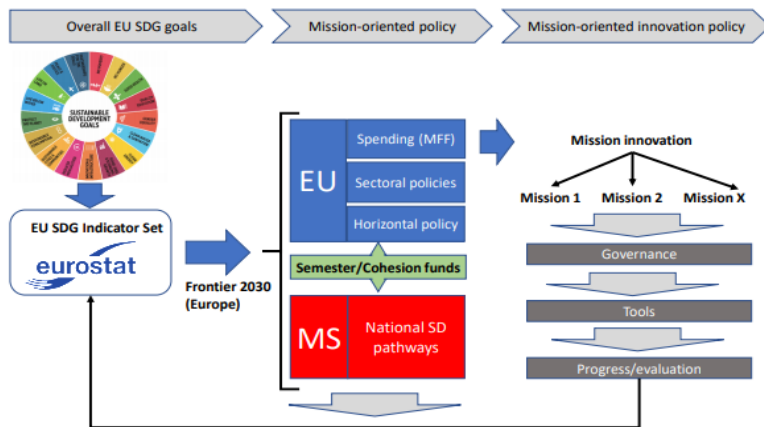 Overall EU SDG goals
Mission-oriented policy
Mission-oriented innovation policy
SUSTAINABLE
DEVELOPMENT
GOALS
EU SDG Indicator Set
eurostat
Frontier 2030
(Europe)
EU
Spending (MFF)
Sectoral policies
Horizontal policy
Semester/Cohesion funds
MS
National SD
pathways
Mission innovation
Mission 1
Mission 2
Mission X
Governance
Tools
Progress/evaluation